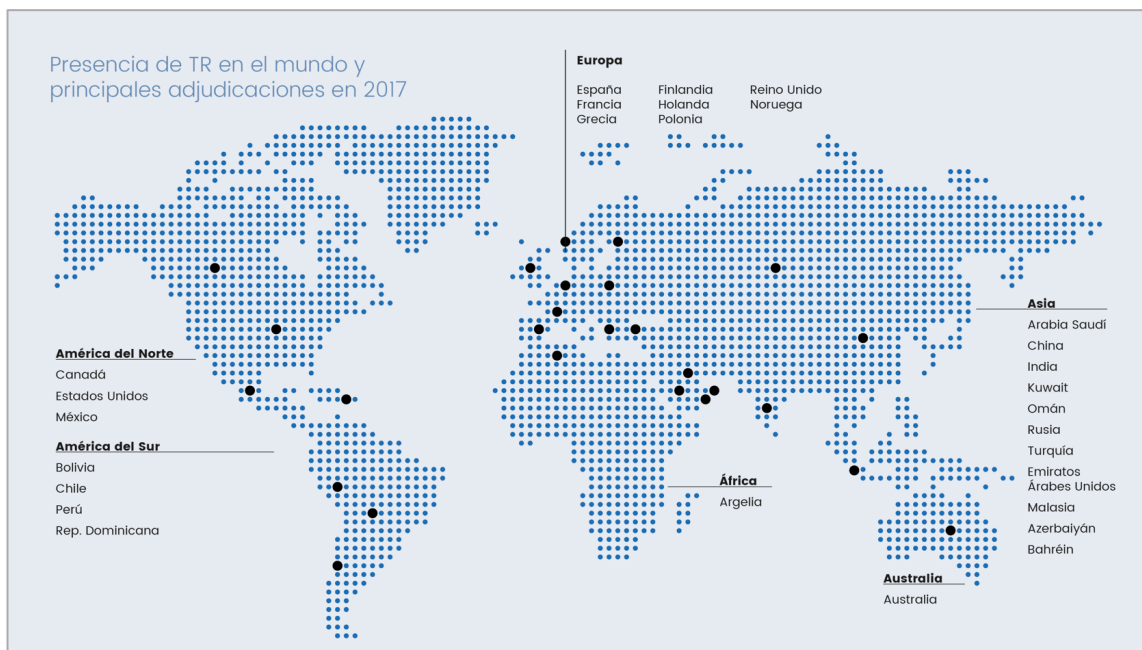 Presencia de TR en el mundo y
principales adjudicaciones en 2017
Europa
España
Francia
Grecia
Finlandia
Holanda
Polonia
Reino Unido
Noruega
América del Norte
Canadá
Estados Unidos
México
América del Sur
Bolivia
Chile
Perú
Rep. Dominicana
África
Argelia
Asia
Arabia Saudí
China
India
Kuwait
Omán
Rusia
Turquía
Emiratos
Árabes Unidos
Malasia
Azerbaiyán
Bahréin
Australia
Australia